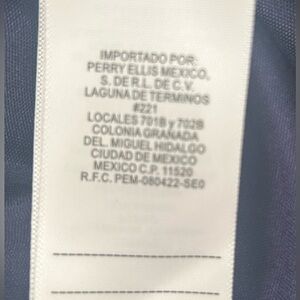 IMPORTADO POR:
PERRY ELLIS MEXICO,
S. DE R.L. DE C.V.
LAGUNA DE TERMINOS
#221
LOCALES 701B y 702B
COLONIA GRANADA
DEL. MIGUEL HIDALGO
CIUDAD DE MEXICO
MEXICO C.P. 11520
R.F.C. PEM-080422-SE0